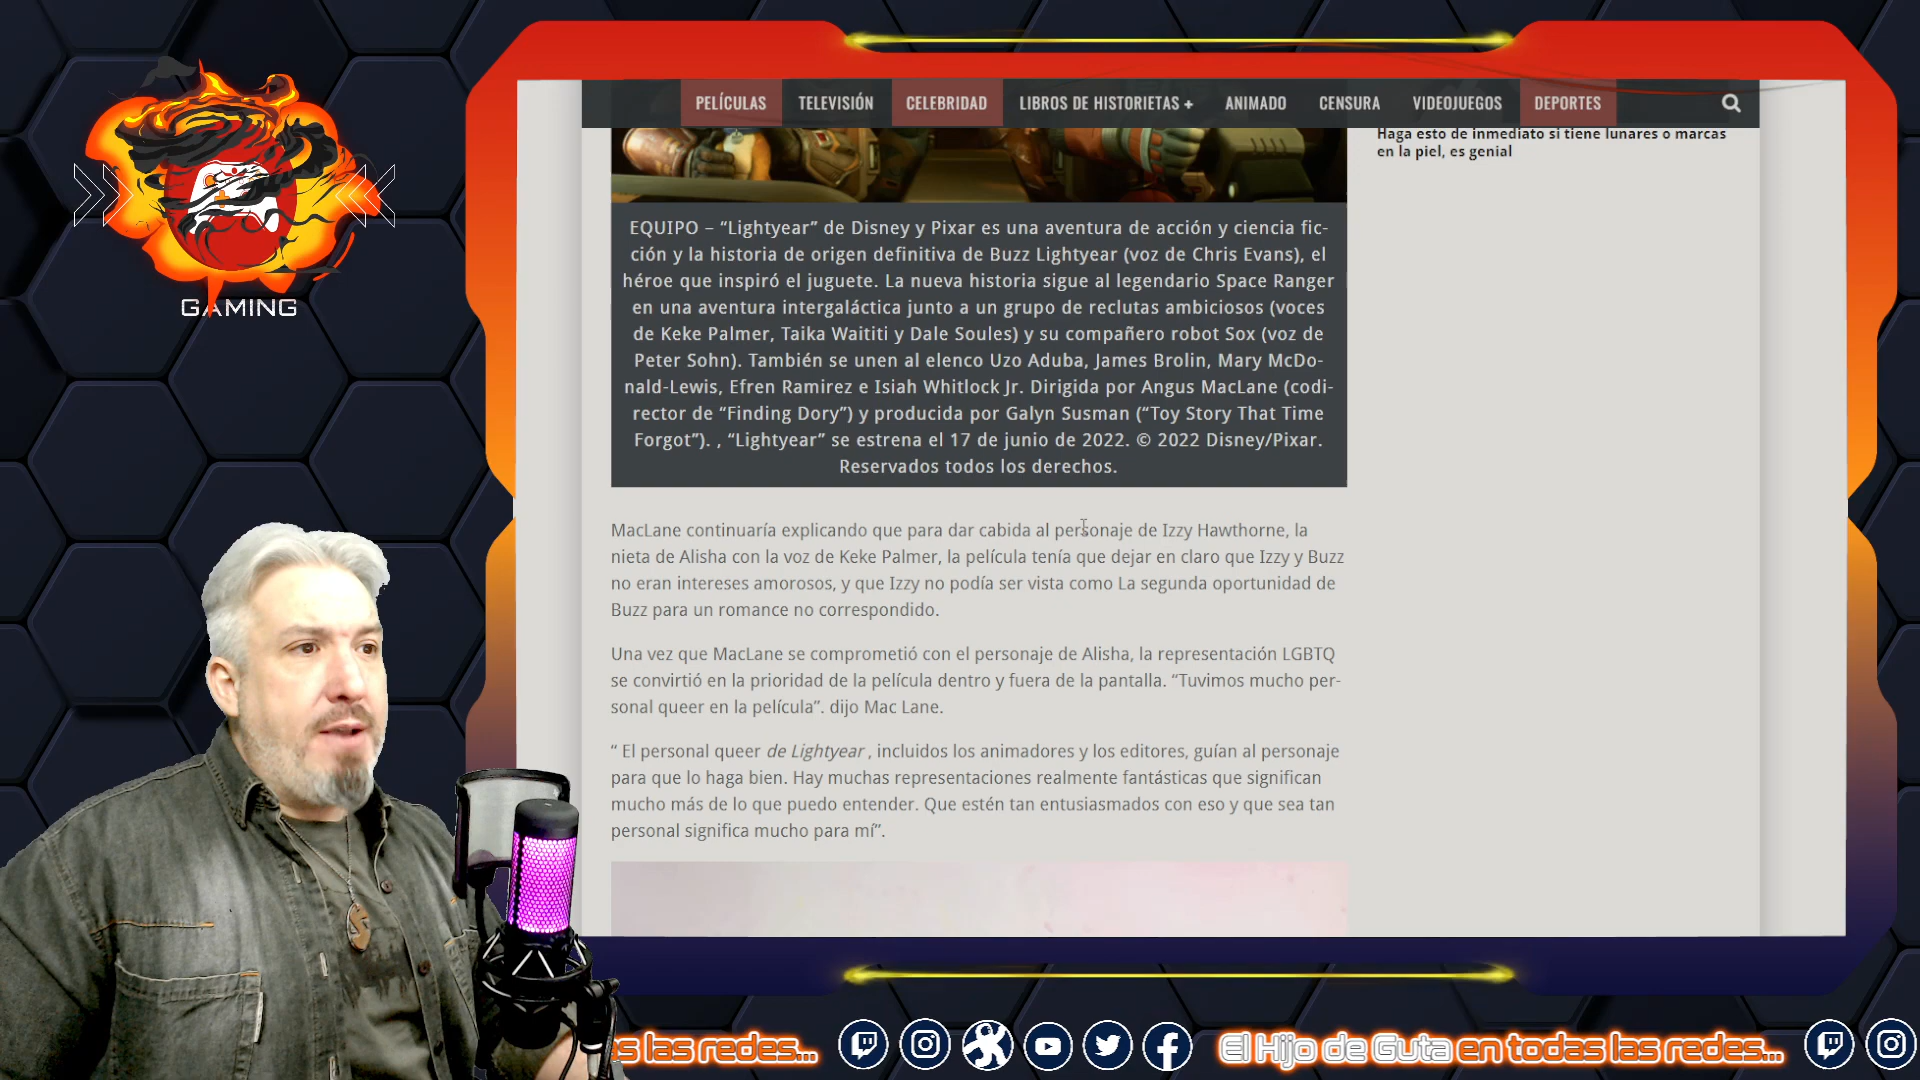 GAMING
PELÍCULAS TELEVISIÓN CELEBRIDAD LIBROS DE HISTORIETAS + ANIMADO CENSURA VIDEOJUEGOS DEPORTES
Haga esto de inmediato si tiene lunares o marcas
en la piel, es genial
EQUIPO – “Lightyear” de Disney y Pixar es una aventura de acción y ciencia fic-
ción y la historia de origen definitiva de Buzz Lightyear (voz de Chris Evans), el
héroe que inspiró el juguete. La nueva historia sigue al legendario Space Ranger
en una aventura intergaláctica junto a un grupo de reclutas ambiciosos (voces
de Keke Palmer, Taika Waititi y Dale Soules) y su compañero robot Sox (voz de
Peter Sohn). También se unen al elenco Uzo Aduba, James Brolin, Mary McDo-
nald-Lewis, Efren Ramirez e Isiah Whitlock Jr. Dirigida por Angus MacLane (codi-
rector de “Finding Dory”) y producida por Galyn Susman (“Toy Story That Time
Forgot”). , “Lightyear” se estrena el 17 de junio de 2022. © 2022 Disney/Pixar.
Reservados todos los derechos.
MacLane continuaría explicando que para dar cabida al personaje de Izzy Hawthorne, la
nieta de Alisha con la voz de Keke Palmer, la película tenía que dejar en claro que Izzy y Buzz
no eran intereses amorosos, y que Izzy no podía ser vista como La segunda oportunidad de
Buzz para un romance no correspondido.
Una vez que MacLane se comprometió con el personaje de Alisha, la representación LGBTQ
se convirtió en la prioridad de la película dentro y fuera de la pantalla. “Tuvimos mucho per-
sonal queer en la película”. dijo Mac Lane.
“ El personal queer de Lightyear , incluidos los animadores y los editores, guían al personaje
para que lo haga bien. Hay muchas representaciones realmente fantásticas que significan
mucho más de lo que puedo entender. Que estén tan entusiasmados con eso y que sea tan
personal significa mucho para mí”.
es las redes... El Hijo de Guta en todas las redes...